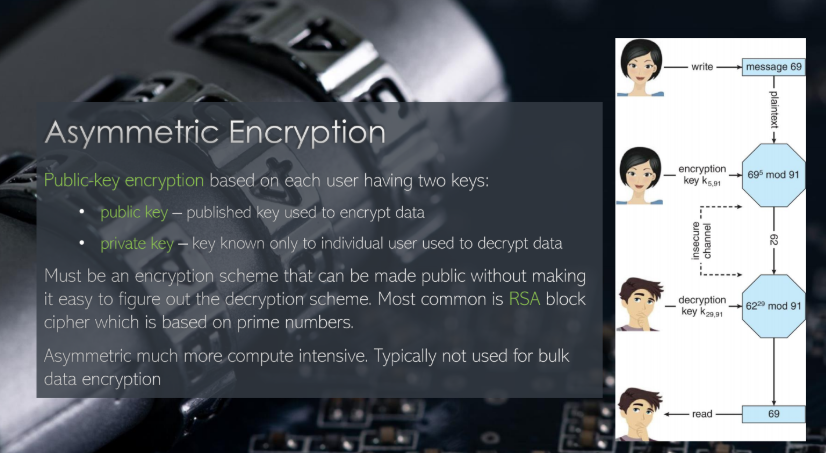 Asymmetric Encryption
Public-key encryption based on each user having two keys:
• public key – published key used to encrypt data
• private key – key known only to individual user used to decrypt data
Must be an encryption scheme that can be made public without making
it easy to figure out the decryption scheme. Most common is RSA block
cipher which is based on prime numbers.
Asymmetric much more compute intensive. Typically not used for bulk
data encryption
write
message 69
plaintext
encryption
key k5,91
69⁵ mod 91
insecure
channel
62
decryption
key k29,91
62²⁹ mod 91
read
69